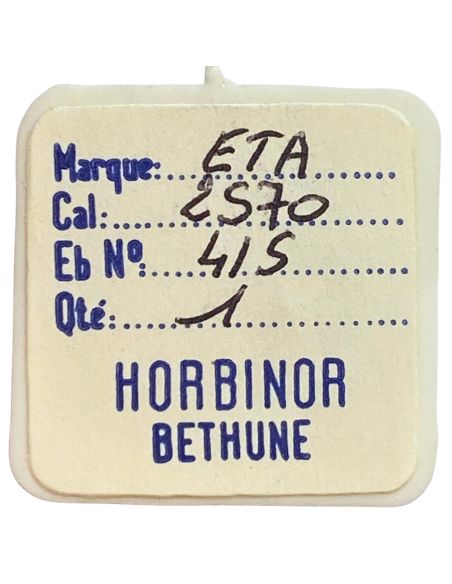 Marque: ETA
Cal: 2570
Eb Nº: 415
Qté: 1
HORBINOR
BETHUNE